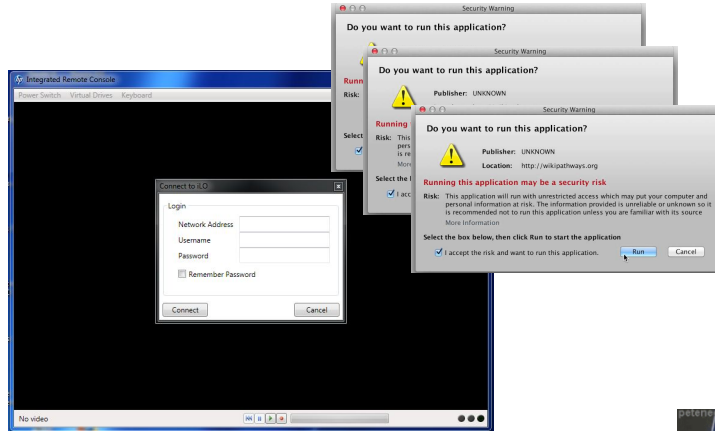 Security Warning
Do you want to run this application?
Runn
Risk:
Select
Security Warning
Do you want to run this application?
Publisher: UNKNOWN
Running
Risk: This
pers
is re
More
Select the
I acc
Security Warning
Do you want to run this application?
Publisher: UNKNOWN
Location: http://wikipathways.org
Running this application may be a security risk
Risk: This application will run with unrestricted access which may put your computer and
personal information at risk. The information provided is unreliable or unknown so it
is recommended not to run this application unless you are familiar with its source
More Information
Select the box below, then click Run to start the application
I accept the risk and want to run this application.
Run
Cancel
Integrated Remote Console
Power Switch Virtual Drives Keyboard
Connect to iLO
Login
Network Address
Username
Password
Remember Password
Connect
Cancel
No video
petene